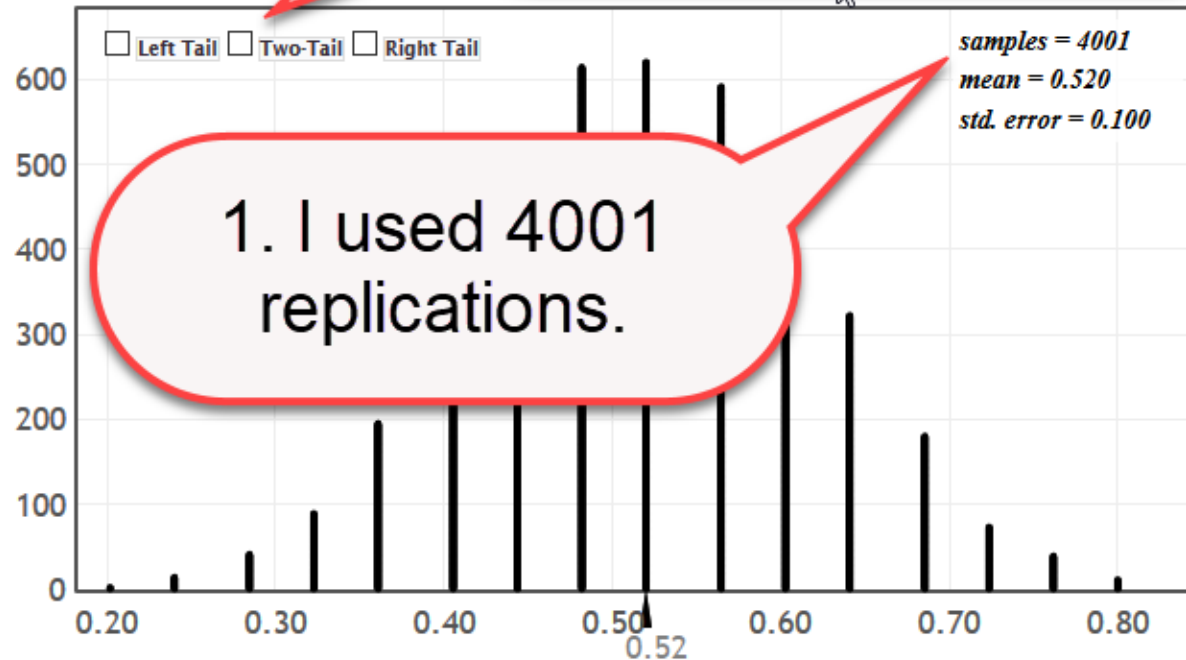 Left Tail Two-Tail Right Tail
samples = 4001
mean = 0.520
std. error = 0.100
600
500
400
300
200
100
0
1. I used 4001
replications.
0.20 0.30 0.40 0.50 0.60 0.70 0.80
0.52